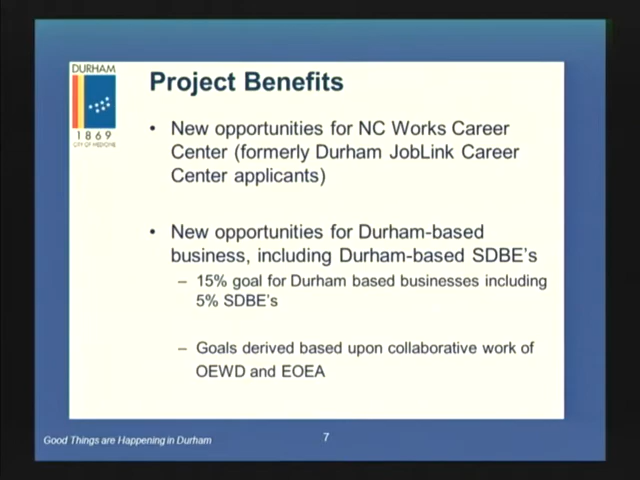 DURHAM
1869
CITY OF MEDICINE
Project Benefits
• New opportunities for NC Works Career
Center (formerly Durham JobLink Career
Center applicants)
• New opportunities for Durham-based
business, including Durham-based SDBE's
– 15% goal for Durham based businesses including
5% SDBE's
– Goals derived based upon collaborative work of
OEWD and EOEA
Good Things are Happening in Durham
7